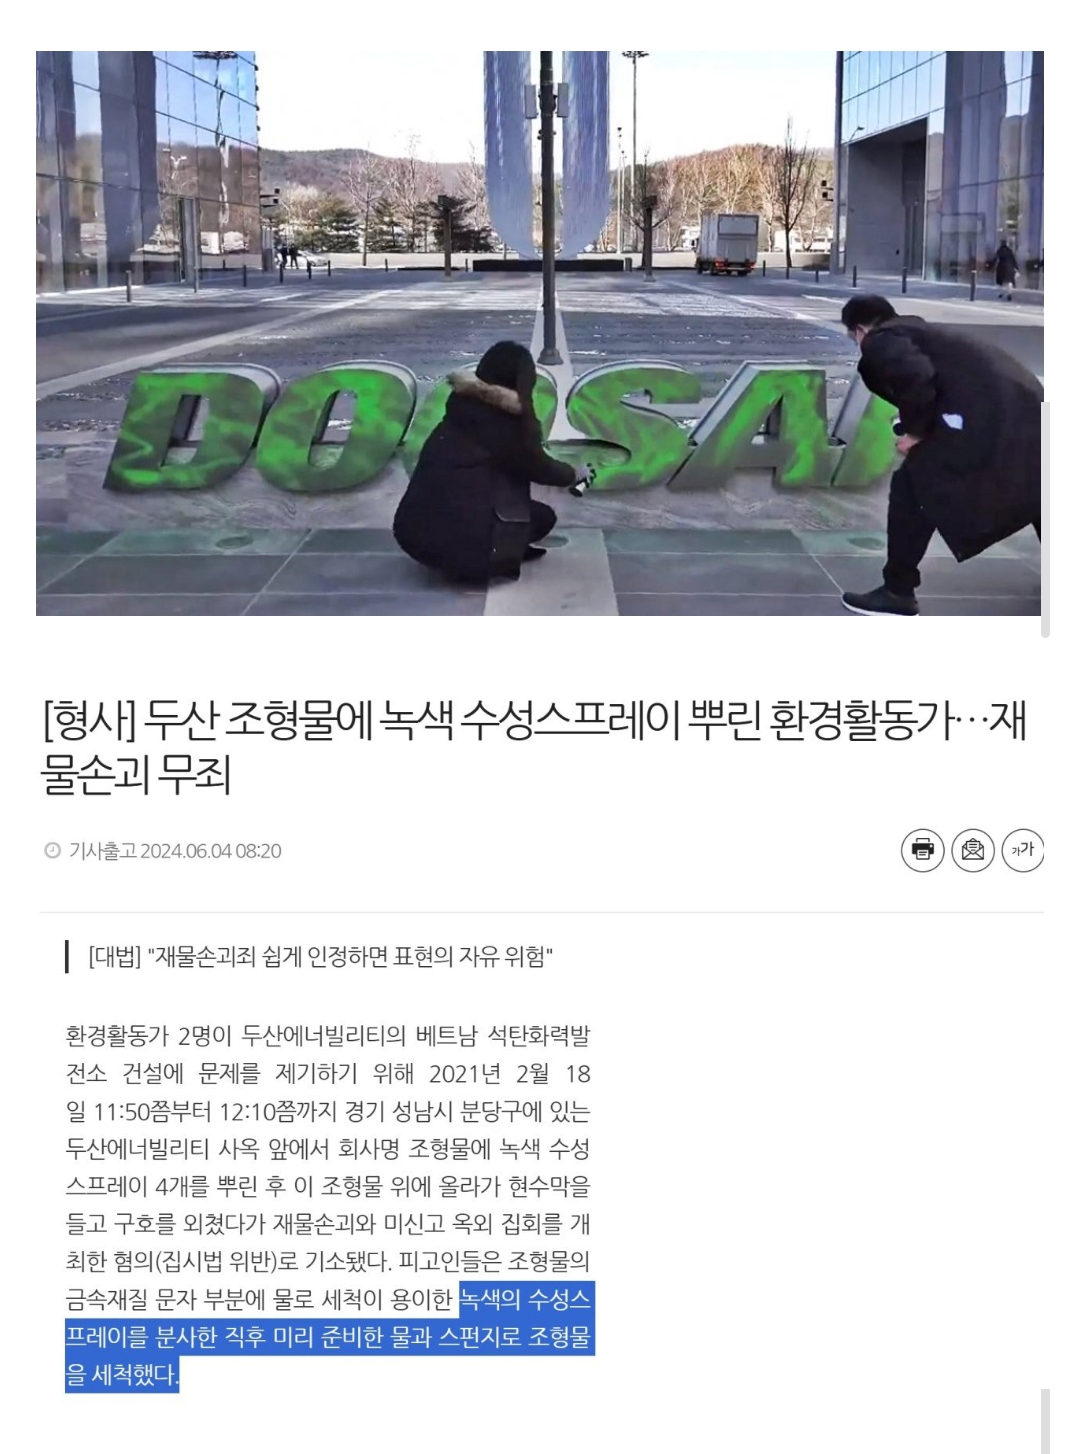 DOOSAN
[형사] 두산 조형물에 녹색 수성스프레이 뿌린 환경활동가…재
물손괴 무죄
기사출고 2024.06.04 08:20
가가
[대법] "재물손괴죄 쉽게 인정하면 표현의 자유 위험"
환경활동가 2명이 두산에너빌리티의 베트남 석탄화력발
전소 건설에 문제를 제기하기 위해 2021년 2월 18
일 11:50쯤부터 12:10쯤까지 경기 성남시 분당구에 있는
두산에너빌리티 사옥 앞에서 회사명 조형물에 녹색 수성
스프레이 4개를 뿌린 후 이 조형물 위에 올라가 현수막을
들고 구호를 외쳤다가 재물손괴와 미신고 옥외 집회를 개
최한 혐의(집시법 위반)로 기소됐다. 피고인들은 조형물의
금속재질 문자 부분에 물로 세척이 용이한 녹색의 수성스
프레이를 분사한 직후 미리 준비한 물과 스펀지로 조형물
을 세척했다.